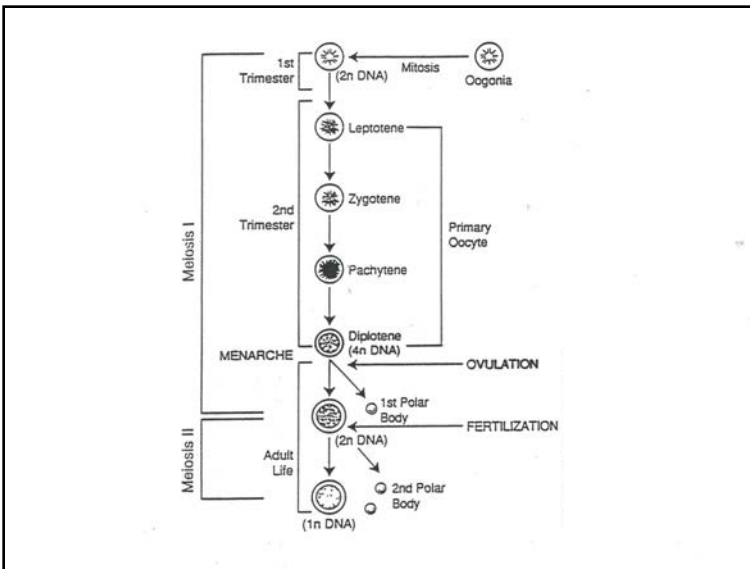 1st
Trimester
(2n DNA)
Mitosis
Oogonia
Leptotene
Zygotene
2nd
Trimester
Primary
Oocyte
Meiosis I
Pachytene
Diplotene
(4n DNA)
MENARCHE
OVULATION
1st Polar
Body
FERTILIZATION
(2n DNA)
Meiosis II
Adult
Life
2nd Polar
Body
(1n DNA)